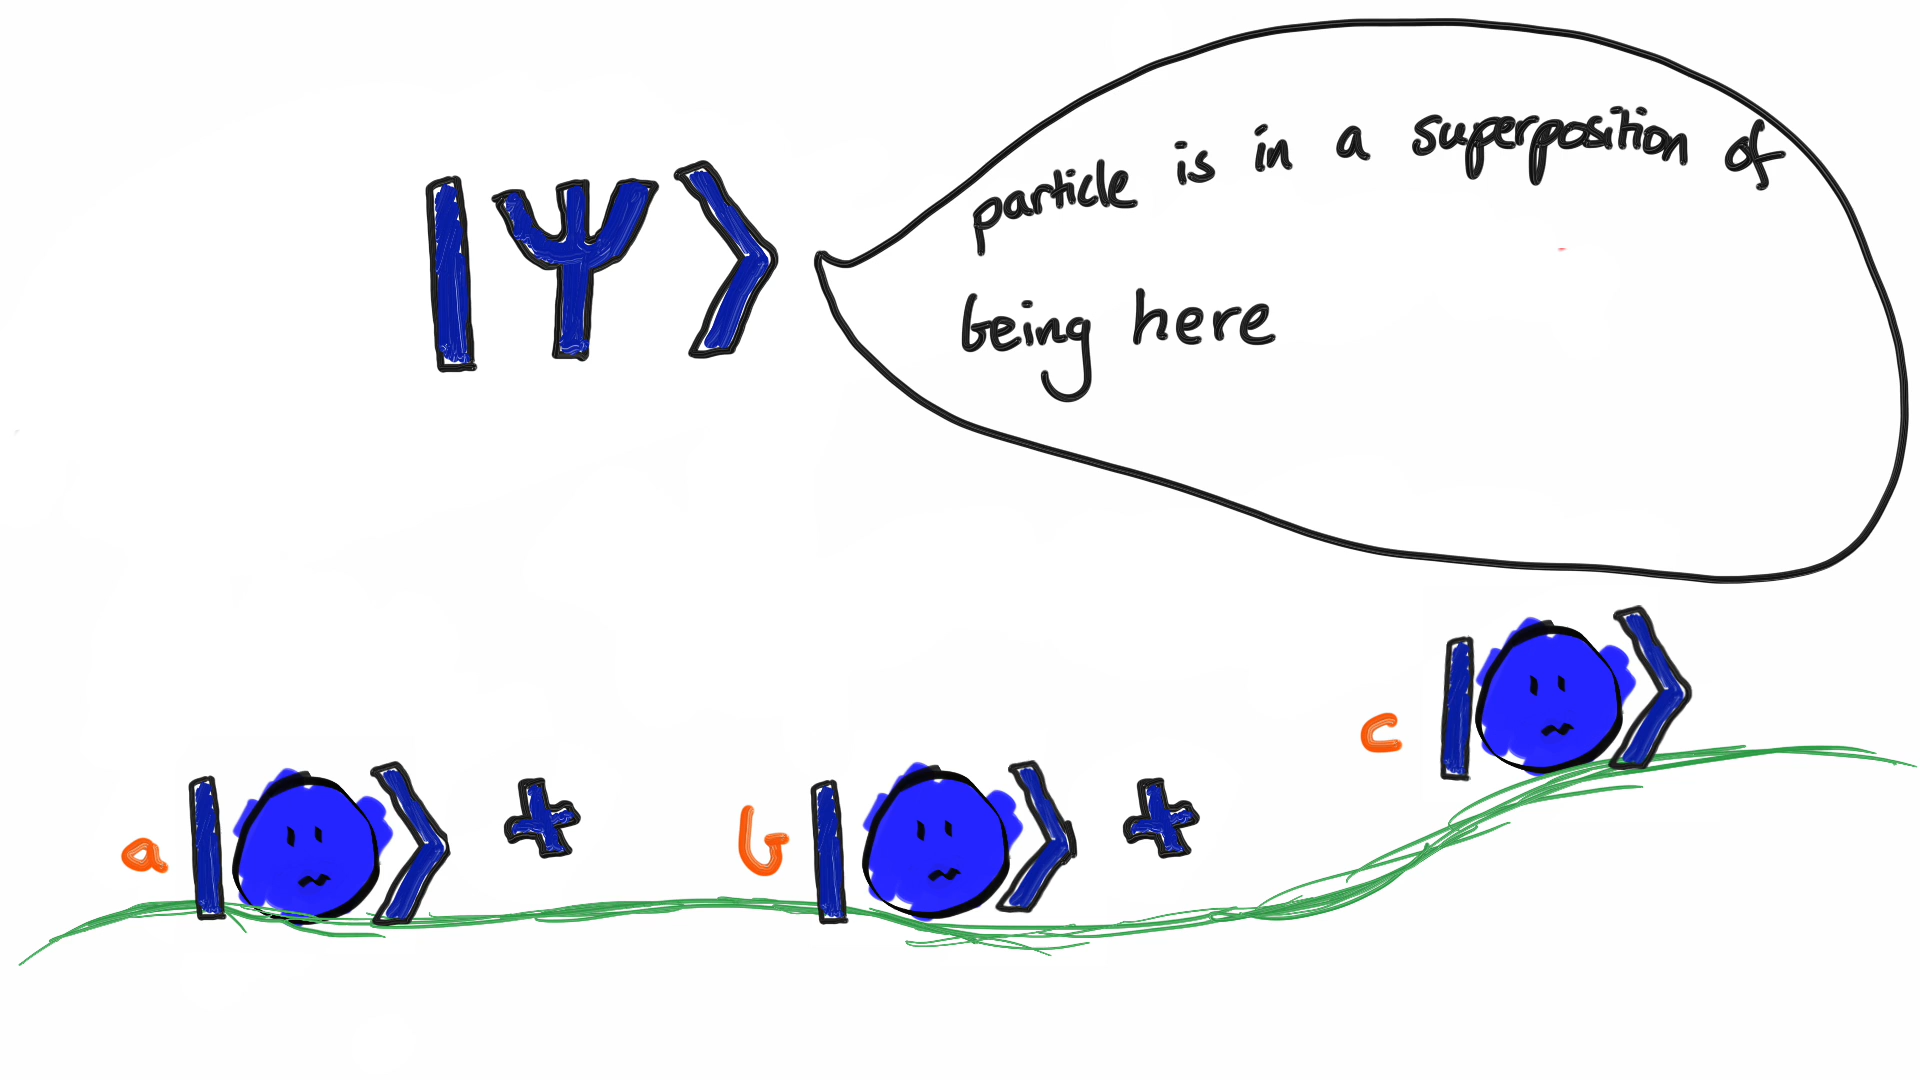 |Ψ⟩
particle is in a superposition of
being here
a | ⟩ + b | ⟩ + c | ⟩